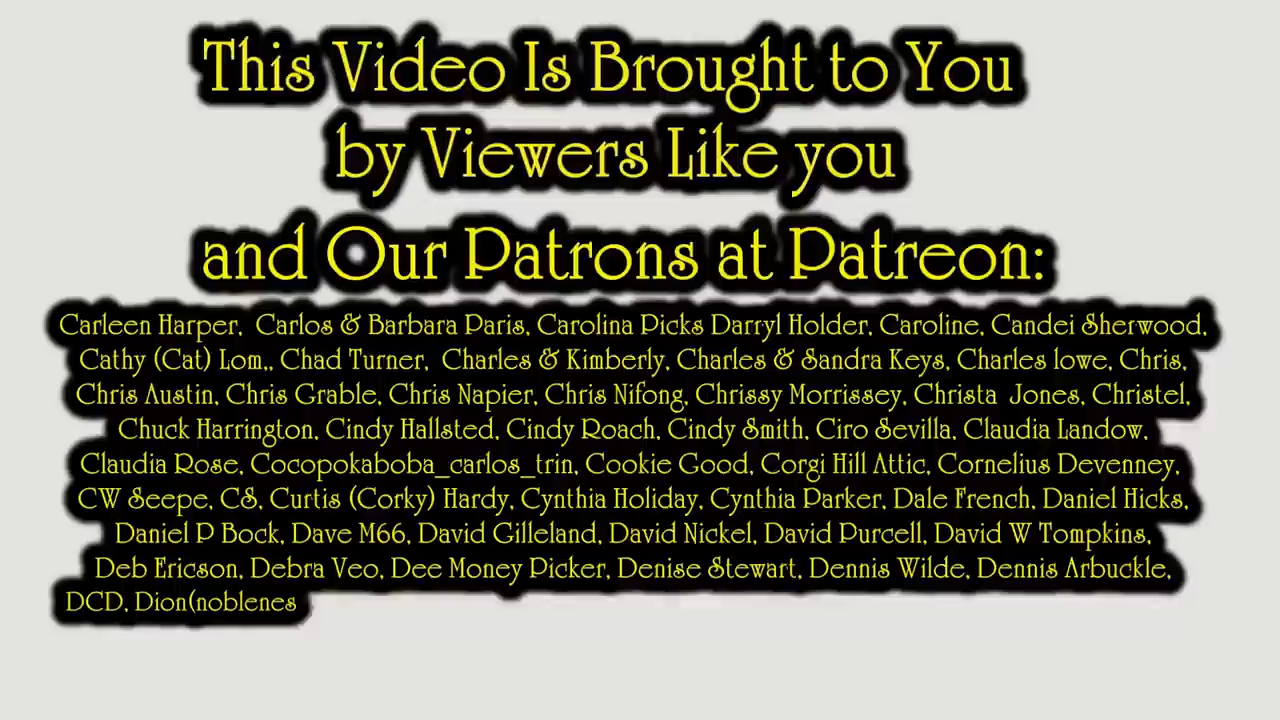 This Video Is Brought to You
by Viewers Like you
and Our Patrons at Patreon:
Carleen Harper,  Carlos & Barbara Paris, Carolina Picks Darryl Holder, Caroline, Candei Sherwood,
Cathy (Cat) Lom,, Chad Turner,  Charles & Kimberly, Charles & Sandra Keys, Charles lowe, Chris,
Chris Austin, Chris Grable, Chris Napier, Chris Nifong, Chrissy Morrissey, Christa  Jones, Christel,
Chuck Harrington, Cindy Hallsted, Cindy Roach, Cindy Smith, Ciro Sevilla, Claudia Landow,
Claudia Rose, Cocopokaboba_carlos_trin, Cookie Good, Corgi Hill Attic, Cornelius Devenney,
CW Seepe, CS, Curtis (Corky) Hardy, Cynthia Holiday, Cynthia Parker, Dale French, Daniel Hicks,
Daniel P Bock, Dave M66, David Gilleland, David Nickel, David Purcell, David W Tompkins,
Deb Ericson, Debra Veo, Dee Money Picker, Denise Stewart, Dennis Wilde, Dennis Arbuckle,
DCD, Dion(noblenes